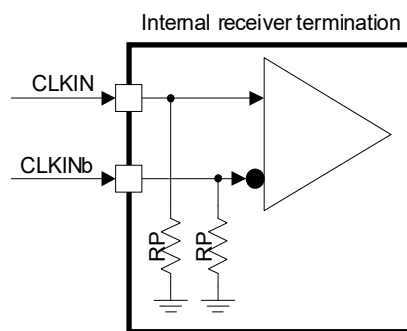 Internal receiver termination
CLKIN
CLKINb
RP
RP